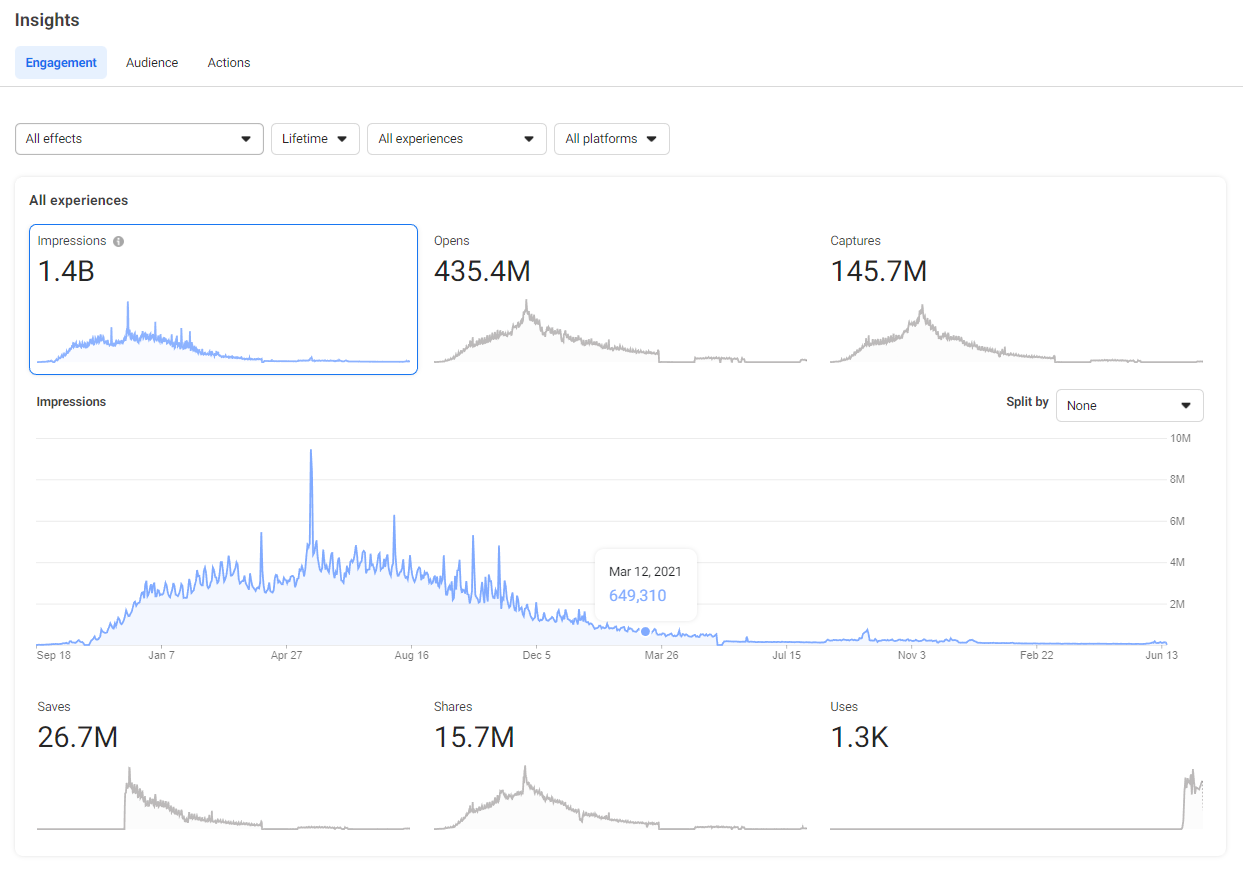 Insights
Engagement Audience Actions
All effects Lifetime All experiences All platforms
All experiences
Impressions Opens Captures
1.4B 435.4M 145.7M
Impressions Split by None
10M
8M
6M
4M
2M
Mar 12, 2021
649,310
Sep 18 Jan 7 Apr 27 Aug 16 Dec 5 Mar 26 Jul 15 Nov 3 Feb 22 Jun 13
Saves Shares Uses
26.7M 15.7M 1.3K